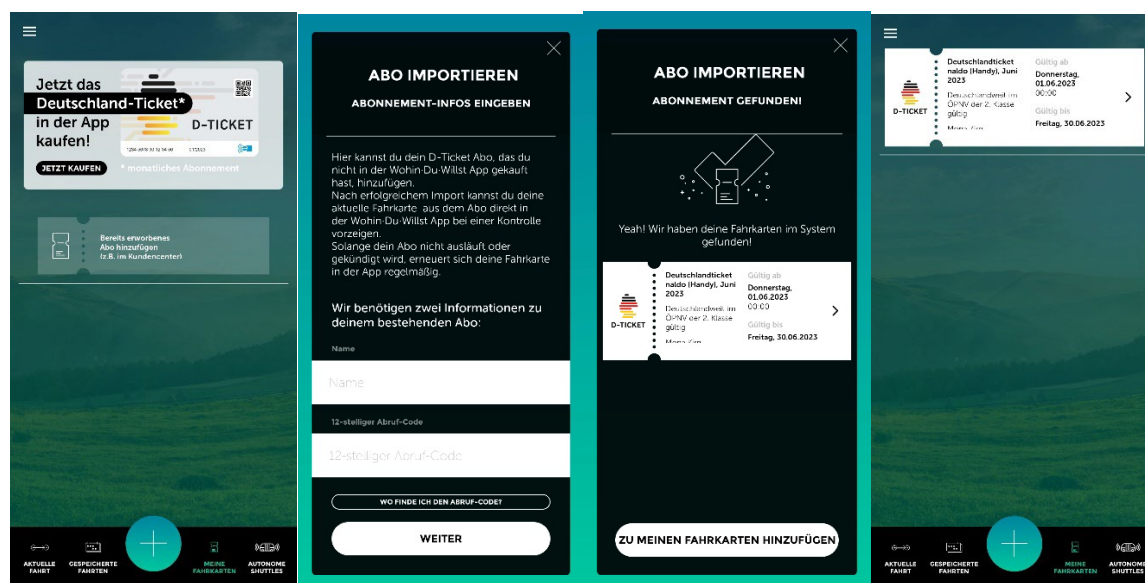 Jetzt das
Deutschland-Ticket*
in der App
kaufen!
D-TICKET
JETZT KAUFEN
* monatliches Abonnement
Bereits erworbenes
Abo hinzufügen
(z.B. im Kundencenter)
AKTUELLE
FAHRT
GESPEICHERTE
FAHRTEN
MEINE
FAHRKARTEN
AUTONOME
SHUTTLES
ABO IMPORTIEREN
ABONNEMENT-INFOS EINGEBEN
Hier kannst du dein D-Ticket Abo, das du
nicht in der Wohin·Du·Willst App gekauft
hast, hinzufügen.
Nach erfolgreichem Import kannst du deine
aktuelle Fahrkarte aus dem Abo direkt in
der Wohin·Du·Willst App bei einer Kontrolle
vorzeigen.
Solange dein Abo nicht ausläuft oder
gekündigt wird, erneuert sich deine Fahrkarte
in der App regelmäßig.
Wir benötigen zwei Informationen zu
deinem bestehenden Abo:
Name
Name
12-stelliger Abruf-Code
12-stelliger Abruf-Code
WO FINDE ICH DEN ABRUF-CODE?
WEITER
ABO IMPORTIEREN
ABONNEMENT GEFUNDEN!
Yeah! Wir haben deine Fahrkarten im System
gefunden!
D-TICKET
Deutschlandticket
naldo (Handy), Juni
2023
Deutschlandweit im
ÖPNV der 2. Klasse
gültig
Gültig ab
Donnerstag,
01.06.2023
00:00
Gültig bis
Freitag, 30.06.2023
ZU MEINEN FAHRKARTEN HINZUFÜGEN
D-TICKET
Deutschlandticket
naldo (Handy), Juni
2023
Deutschlandweit im
ÖPNV der 2. Klasse
gültig
Gültig ab
Donnerstag,
01.06.2023
00:00
Gültig bis
Freitag, 30.06.2023
AKTUELLE
FAHRT
GESPEICHERTE
FAHRTEN
MEINE
FAHRKARTEN
AUTONOME
SHUTTLES